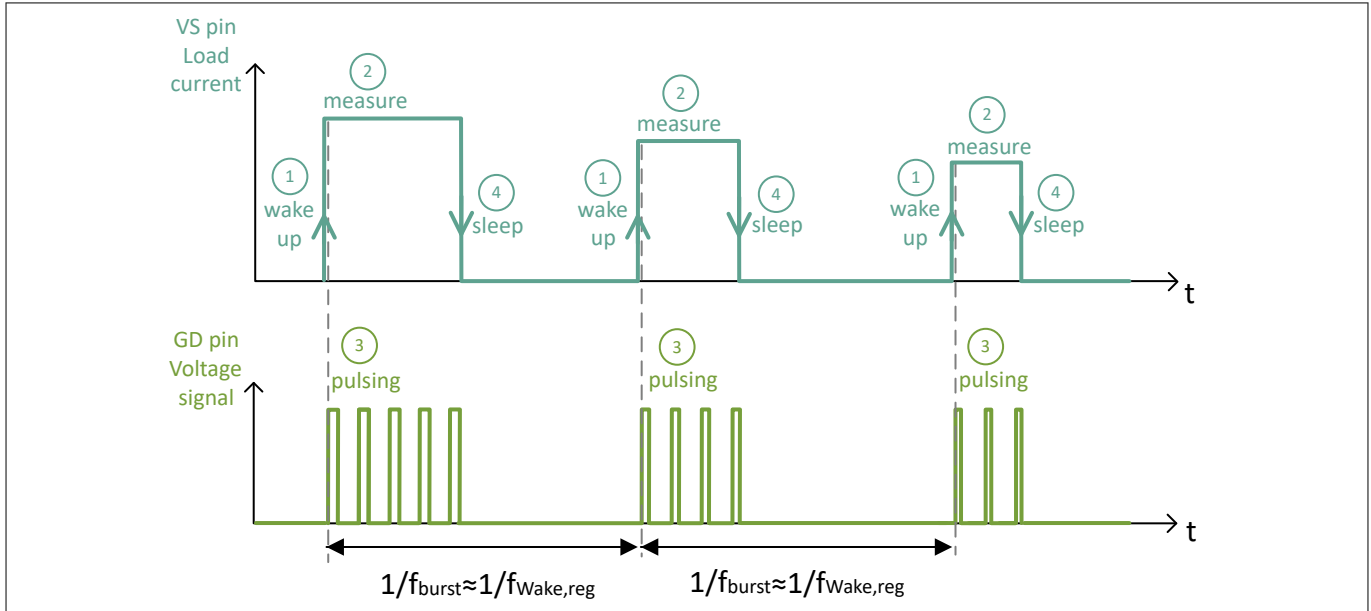 VS pin
Load
current
2
measure
2
measure
2
measure
1
wake
up
4
sleep
1
wake
up
4
sleep
1
wake
up
4
sleep
t
GD pin
Voltage
signal
3
pulsing
3
pulsing
3
pulsing
t
1/fburst≈1/fWake,reg
1/fburst≈1/fWake,reg